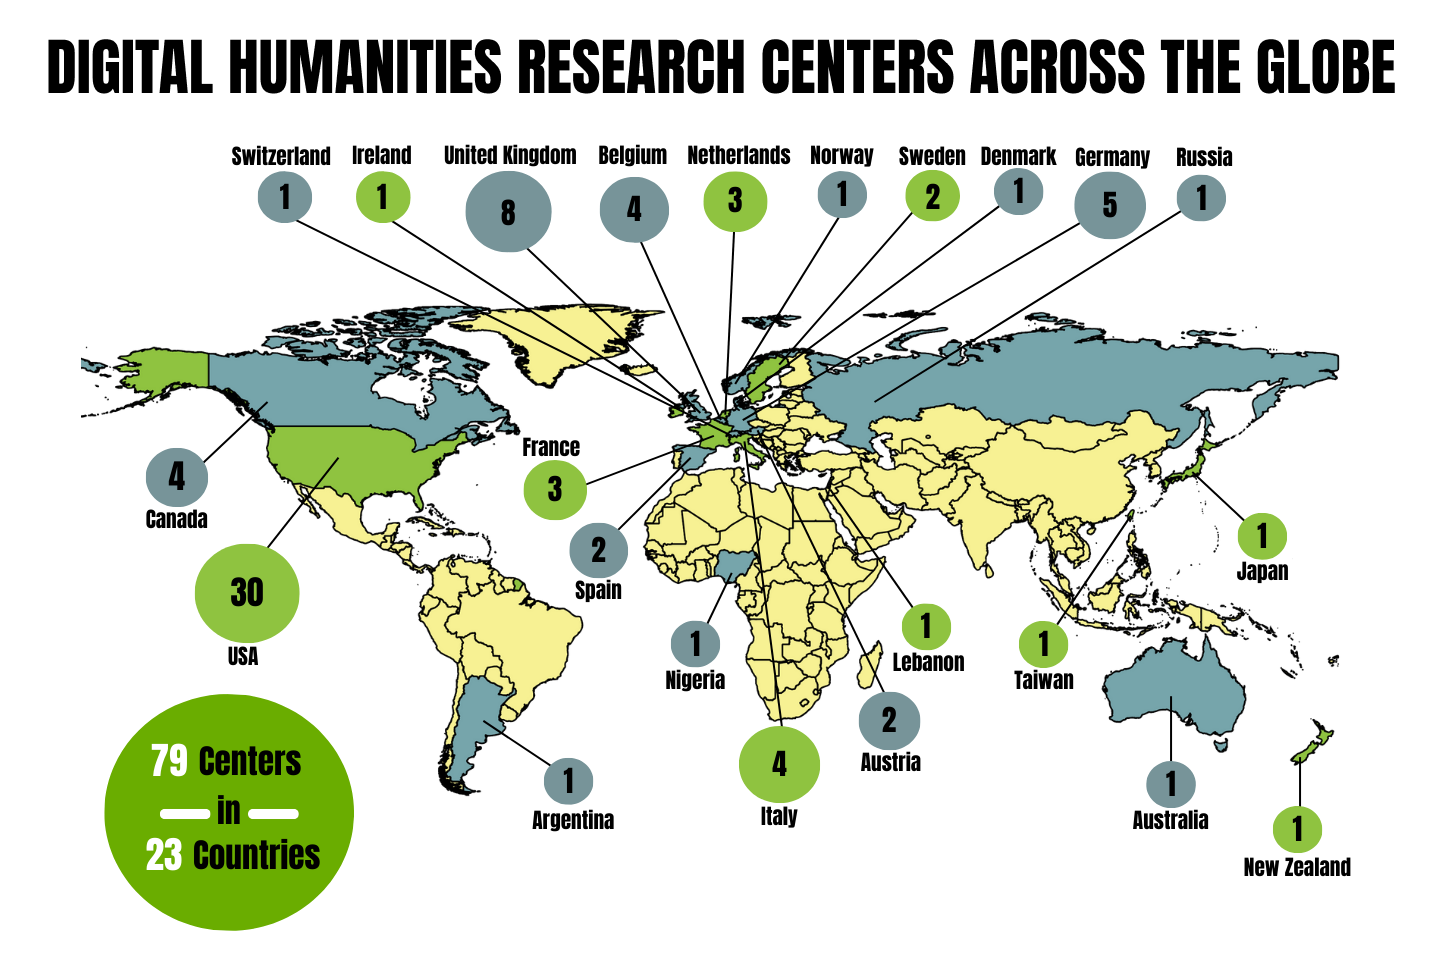 DIGITAL HUMANITIES RESEARCH CENTERS ACROSS THE GLOBE
Switzerland
1
Ireland
1
United Kingdom
8
Belgium
4
Netherlands
3
Norway
1
Sweden
2
Denmark
1
Germany
5
Russia
1
France
3
4
Canada
2
Spain
1
Japan
30
USA
1
Nigeria
1
Lebanon
1
Taiwan
2
Austria
4
Italy
1
Argentina
1
Australia
1
New Zealand
79 Centers
in
23 Countries